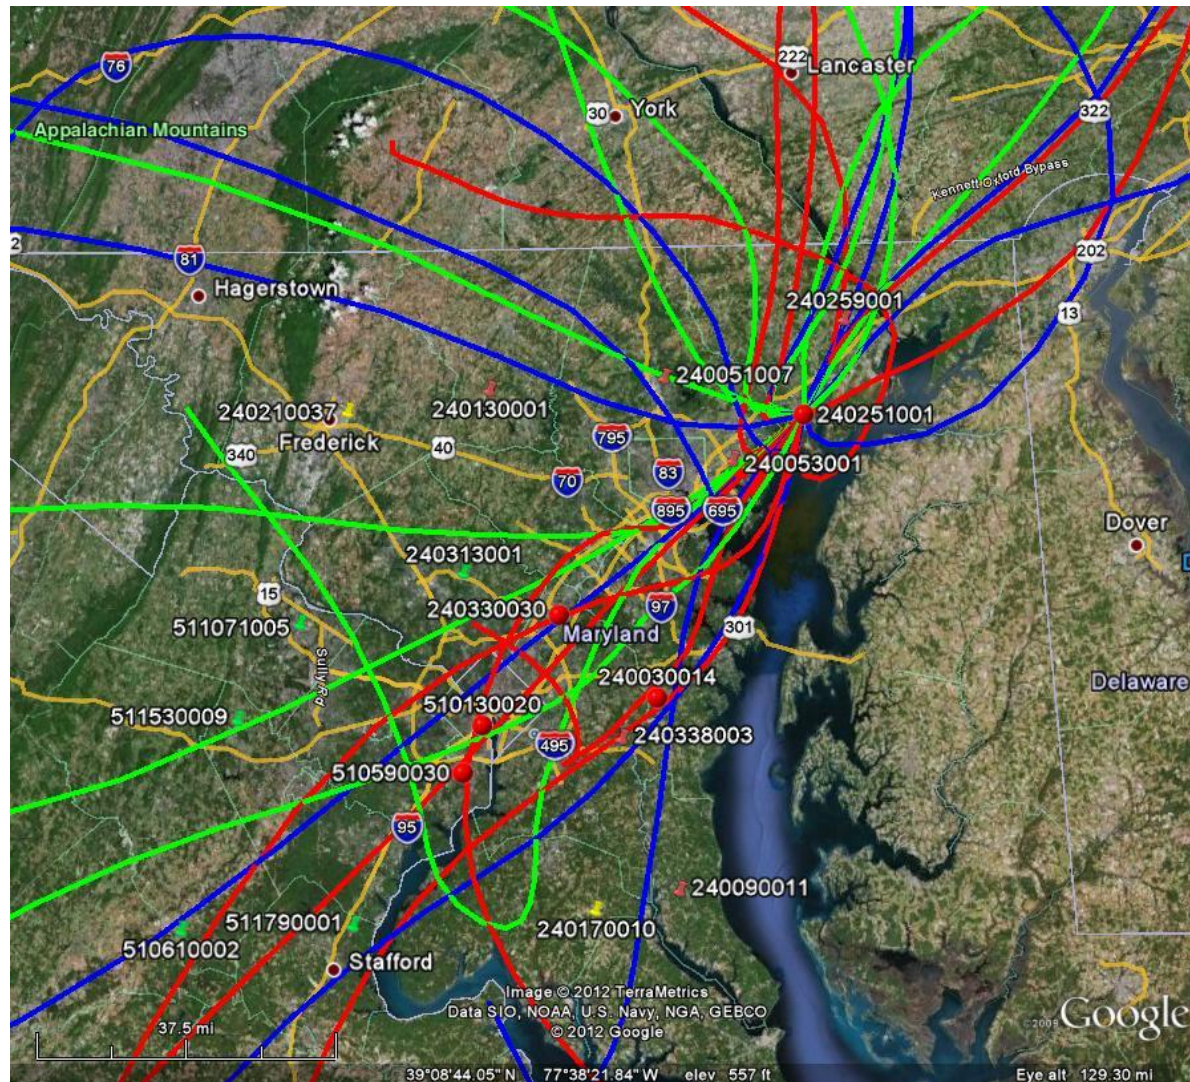 222
Lancaster
76
30
York
322
Appalachian Mountains
Kennett Oxford Bypass
2
81
202
Hagerstown
240259001
13
240051007
240210037
240130001
240251001
Frederick
795
340
40
240053001
70
83
895
695
Dover
240313001
15
240330030
97
511071005
Maryland
301
Sully Rd
240030014
Delaware
511530009
510130020
495
240338003
510590030
95
240090011
511790001
240170010
510610002
Stafford
Image © 2012 TerraMetrics
Data SIO, NOAA, U.S. Navy, NGA, GEBCO
© 2012 Google
©2009 Google
37.5 mi
39°08'44.05" N 77°38'21.84" W elev 557 ft Eye alt 129.30 mi